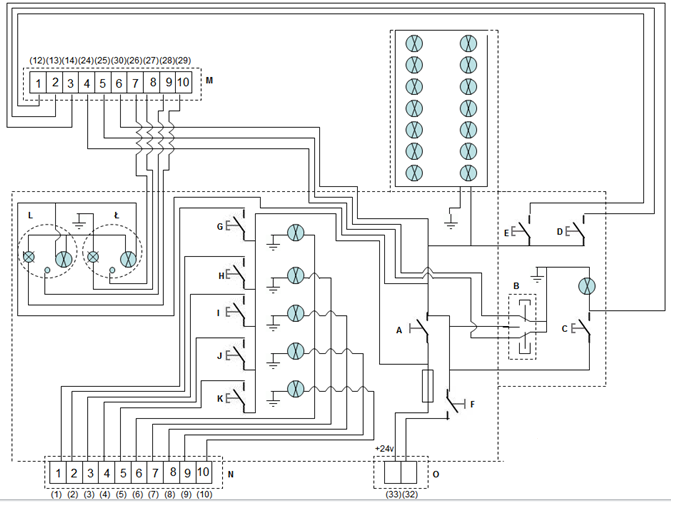 (12)(13)(14)(24)(25)(30)(26)(27)(28)(29)
1 2 3 4 5 6 7 8 9 10 M
L Ł
G
E D
H
B
I
A C
J
K
F
+24v
1 2 3 4 5 6 7 8 9 10 N
O
(1) (2) (3) (4) (5) (6) (7) (8) (9) (10)
(33)(32)